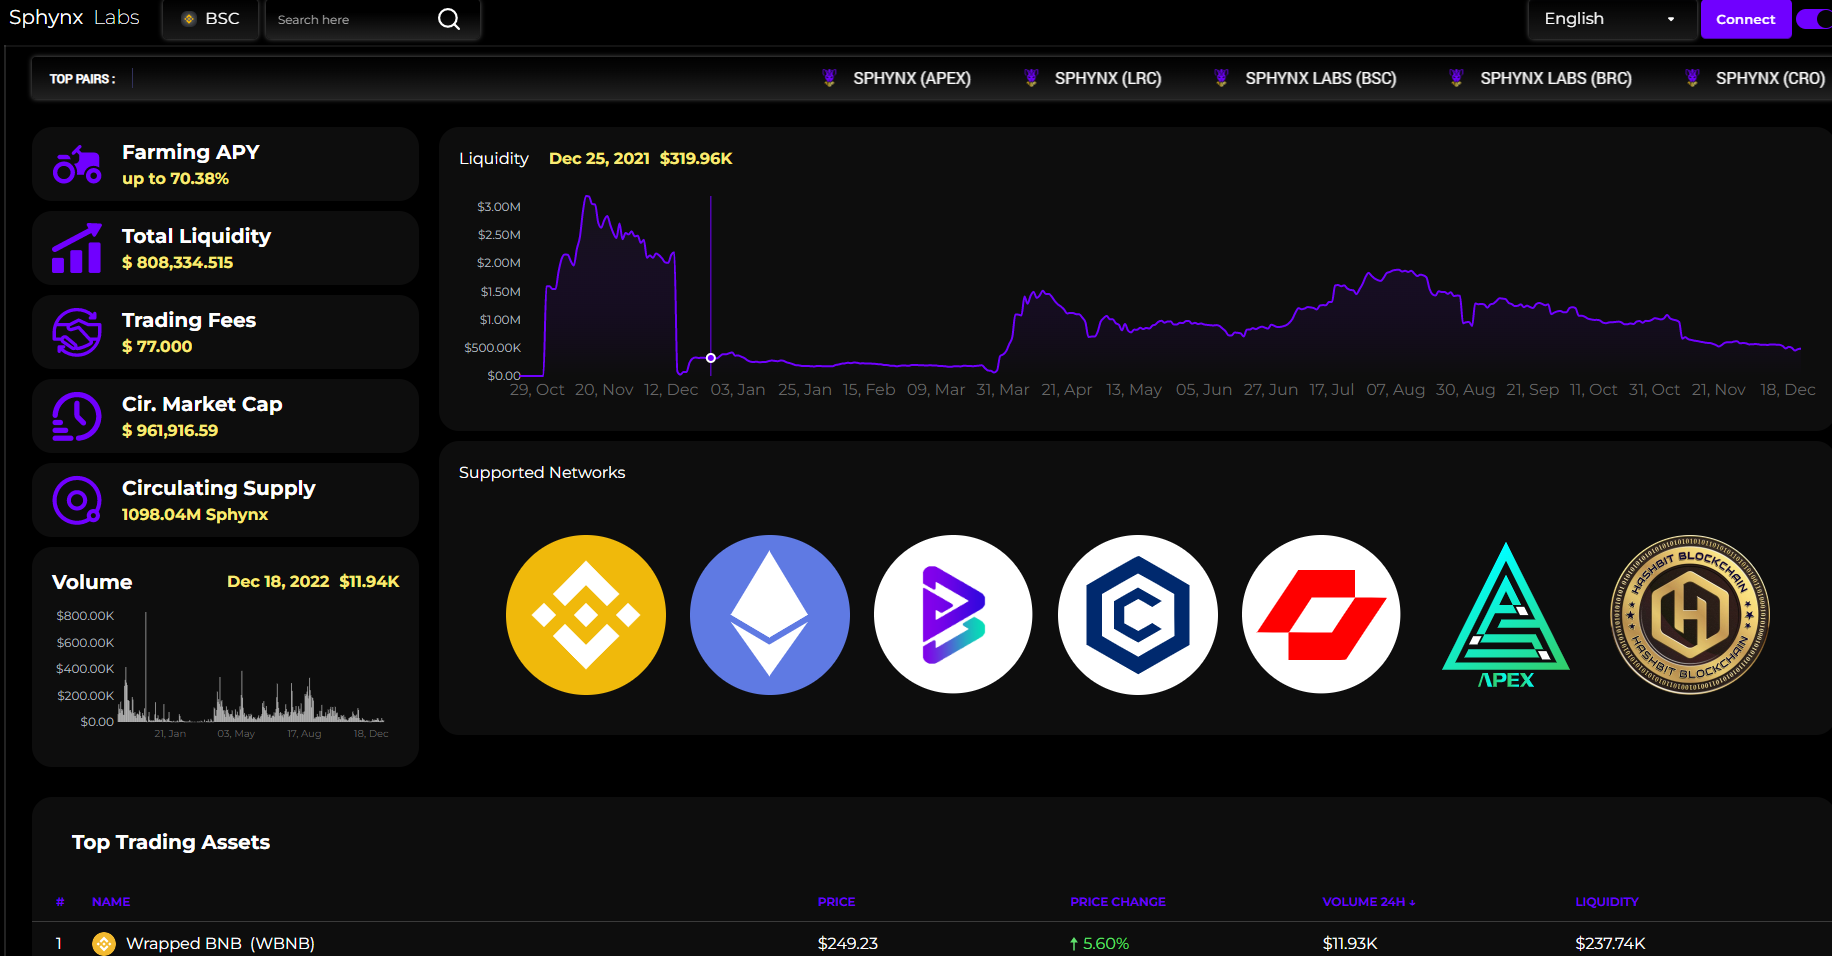 Sphynx Labs
BSC
Search here
English
Connect
TOP PAIRS :
SPHYNX (APEX)
SPHYNX (LRC)
SPHYNX LABS (BSC)
SPHYNX LABS (BRC)
SPHYNX (CRO)
Farming APY
up to 70.38%
Total Liquidity
$ 808,334.515
Trading Fees
$ 77.000
Cir. Market Cap
$ 961,916.59
Circulating Supply
1098.04M Sphynx
Volume Dec 18, 2022 $11.94K
$800.00K
$600.00K
$400.00K
$200.00K
$0.00
21, Jan 03, May 17, Aug 18, Dec
Liquidity Dec 25, 2021 $319.96K
$3.00M
$2.50M
$2.00M
$1.50M
$1.00M
$500.00K
$0.00
29, Oct 20, Nov 12, Dec 03, Jan 25, Jan 15, Feb 09, Mar 31, Mar 21, Apr 13, May 05, Jun 27, Jun 17, Jul 07, Aug 30, Aug 21, Sep 11, Oct 31, Oct 21, Nov 18, Dec
Supported Networks
APEX
HASHBIT BLOCKCHAIN
HASHBIT BLOCKCHAIN
Top Trading Assets
# NAME PRICE PRICE CHANGE VOLUME 24H ↓ LIQUIDITY
1 Wrapped BNB (WBNB) $249.23 ↑ 5.60% $11.93K $237.74K